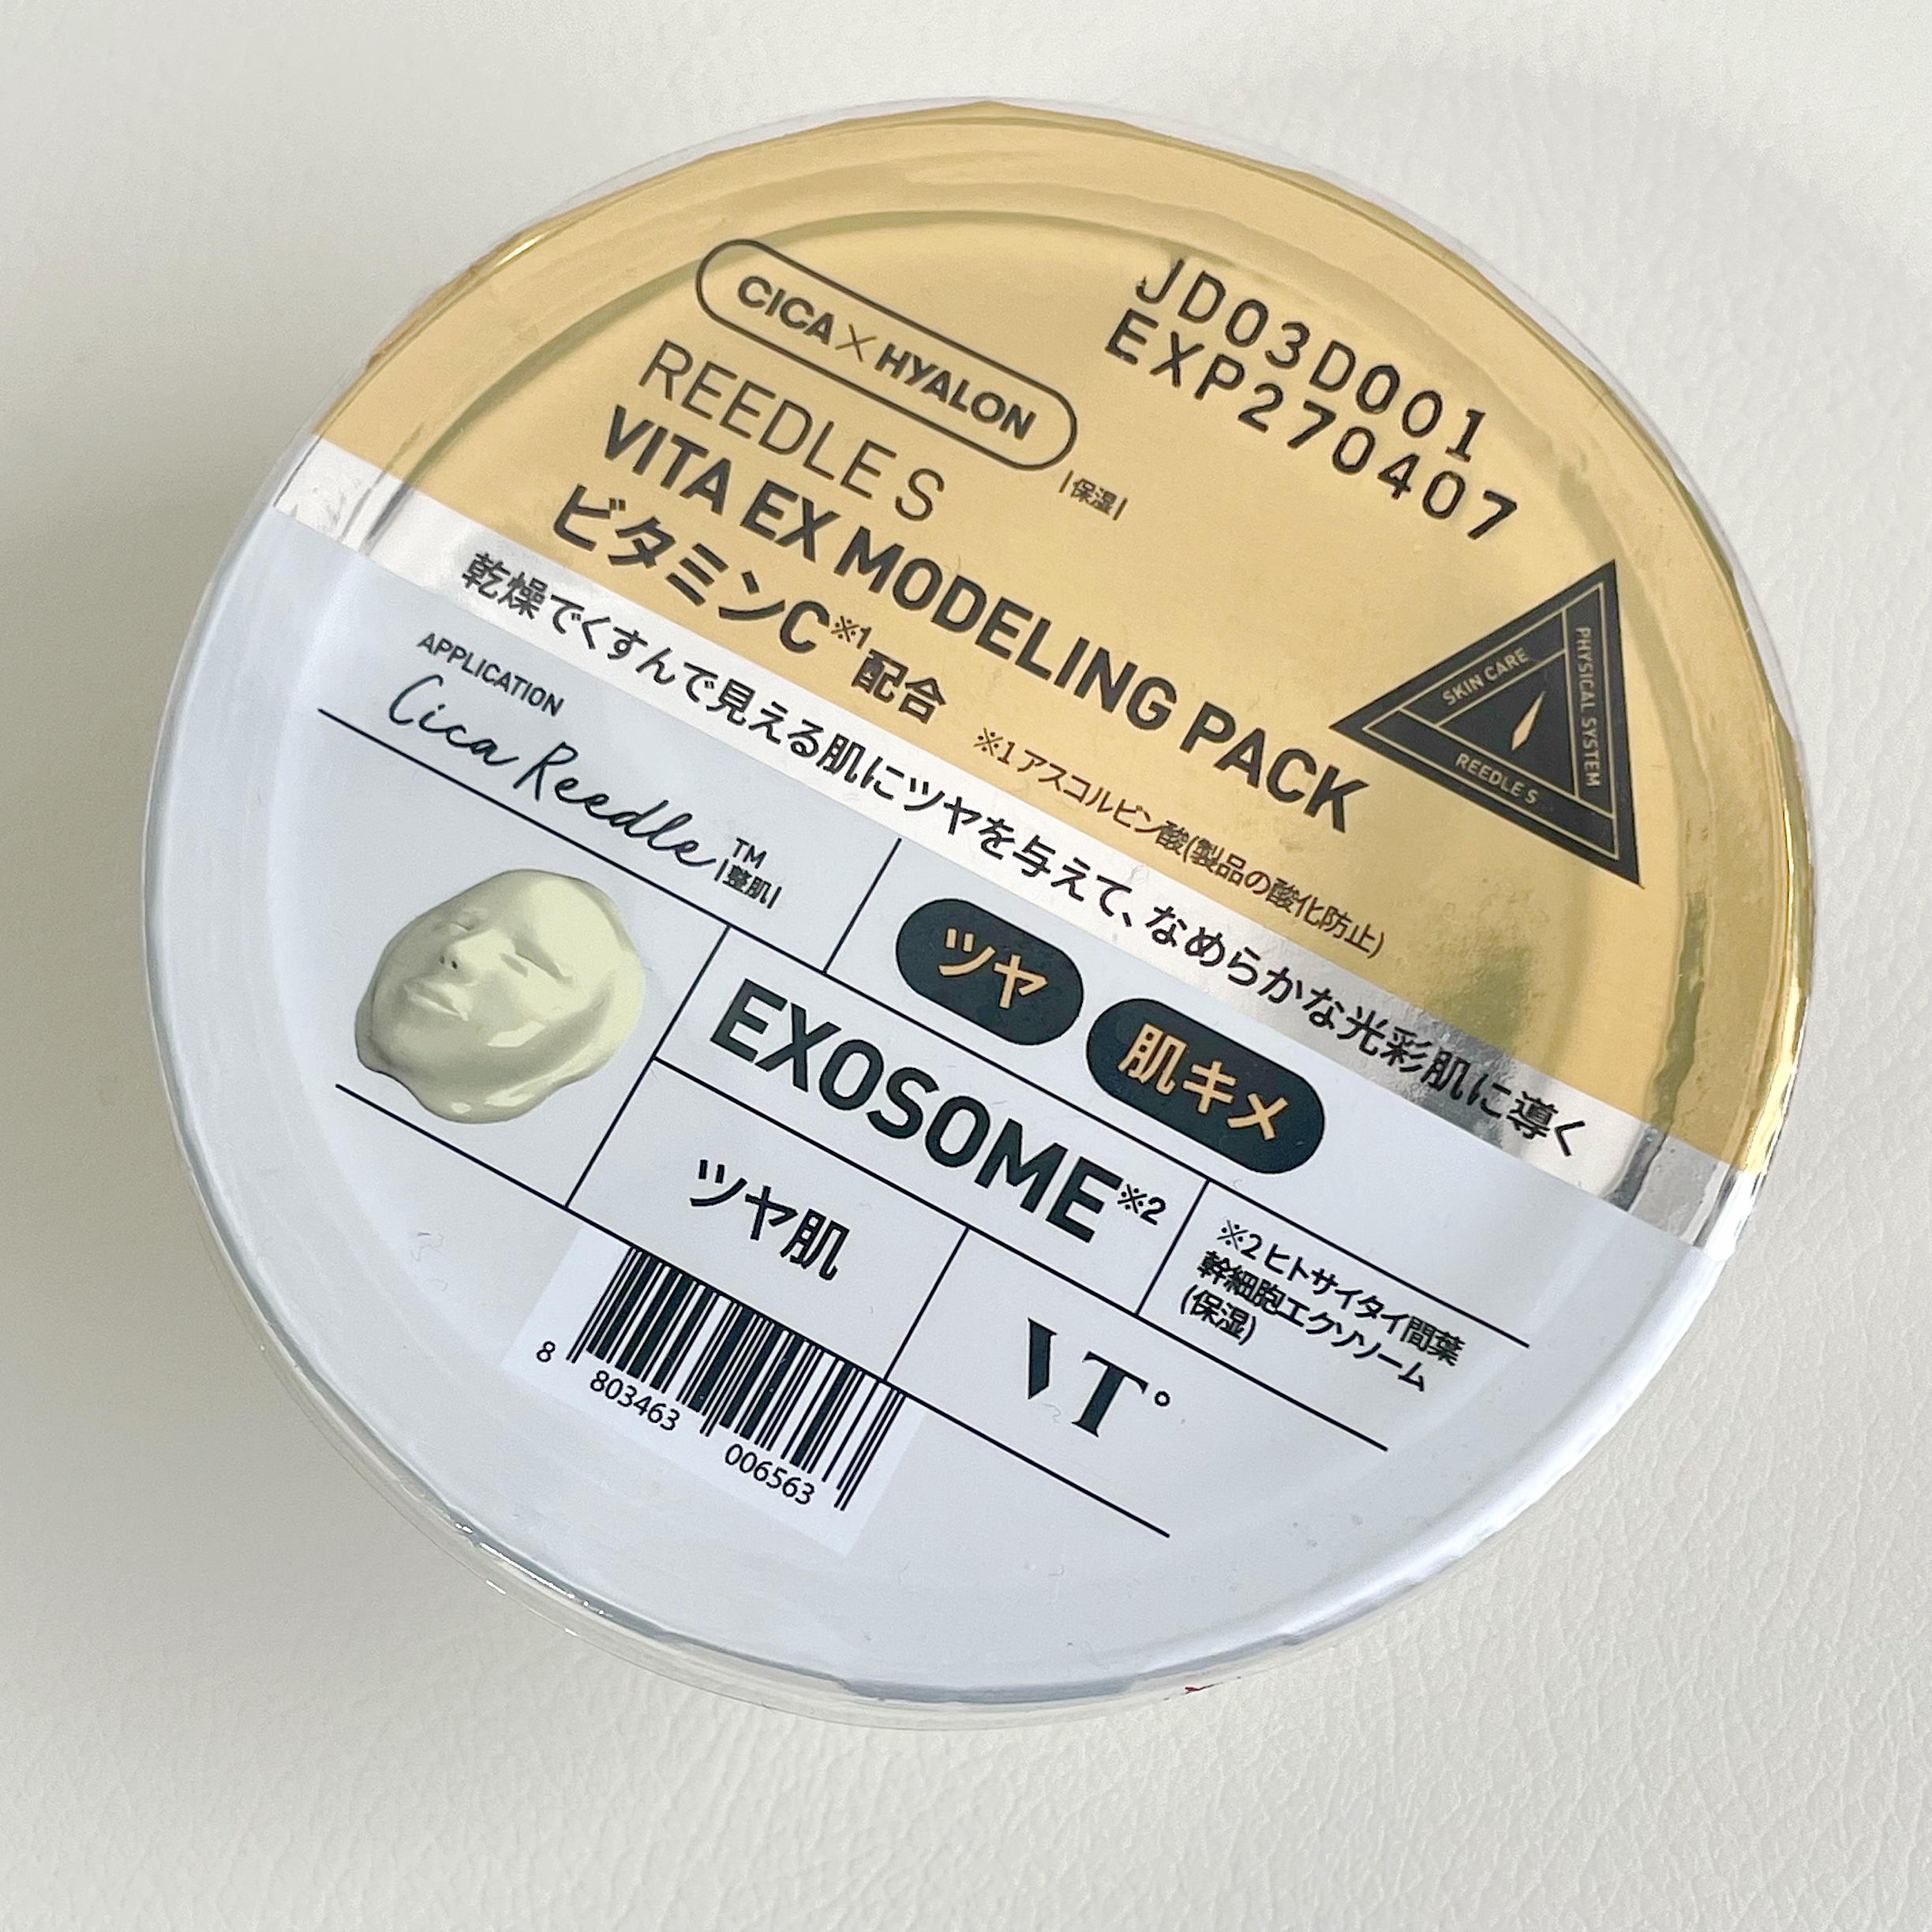 JD03D001
EXP270407
CICA×HYALON
|保湿|
REEDLE S
VITA EX MODELING PACK
ビタミンC※1配合
※1 アスコルビン酸(製品の酸化防止)
SKIN CARE
PHYSICAL SYSTEM
REEDLE S
乾燥でくすんで見える肌にツヤを与えて、なめらかな光彩肌に導く
APPLICATION
Cica Reedle™
|整肌|
ツヤ
肌キメ
EXOSOME※2
※2 ヒトサイタイ間葉
幹細胞エクソソーム
(保湿)
ツヤ肌
VT°
8 803463 006563